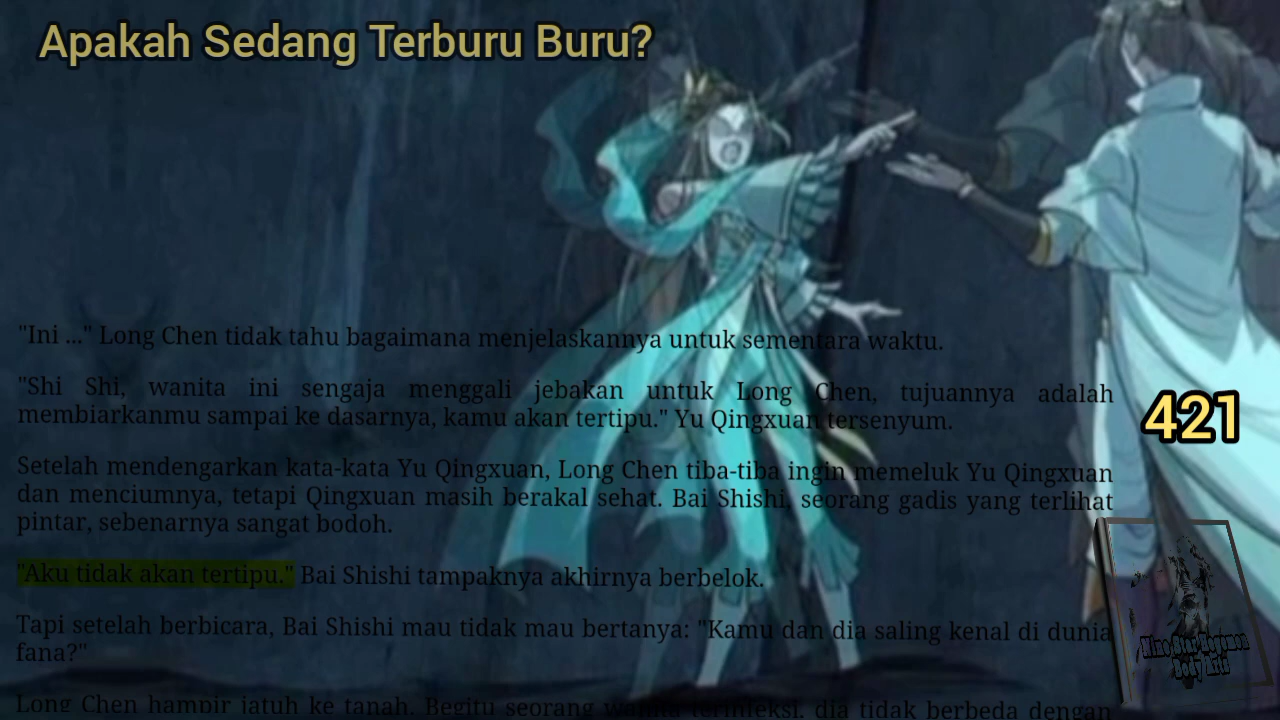 Apakah Sedang Terburu Buru?
"Ini ..." Long Chen tidak tahu bagaimana menjelaskannya untuk sementara waktu.
"Shi Shi, wanita ini sengaja menggali jebakan untuk Long Chen, tujuannya adalah
membiarkanmu sampai ke dasarnya, kamu akan tertipu." Yu Qingxuan tersenyum.
421
Setelah mendengarkan kata-kata Yu Qingxuan, Long Chen tiba-tiba ingin memeluk Yu Qingxuan
dan menciumnya, tetapi Qingxuan masih berakal sehat. Bai Shishi, seorang gadis yang terlihat
pintar, sebenarnya sangat bodoh.
"Aku tidak akan tertipu." Bai Shishi tampaknya akhirnya berbelok.
Tapi setelah berbicara, Bai Shishi mau tidak mau bertanya: "Kamu dan dia saling kenal di dunia
fana?"
Nine Star Hegemon
Body Arts
Long Chen hampir jatuh ke tanah. Begitu seorang wanita terinfeksi, dia tidak berbeda dengan